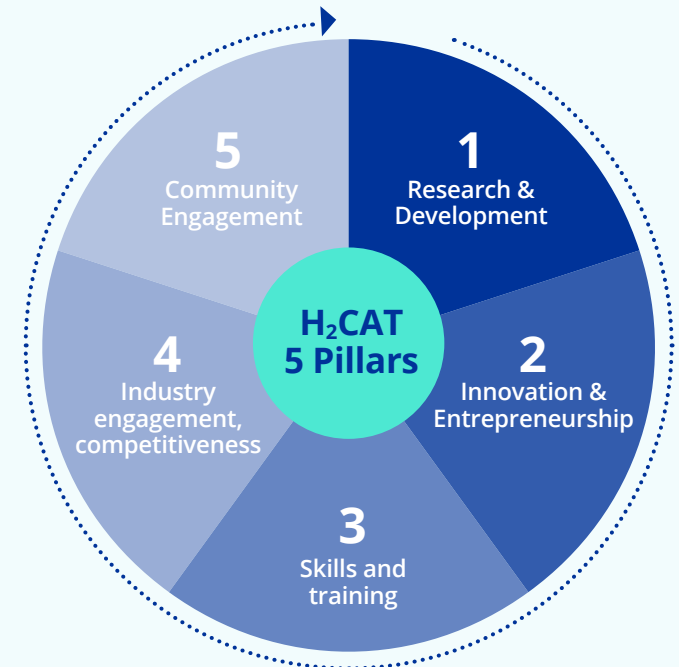 H₂CAT
5 Pillars
1
Research &
Development
2
Innovation &
Entrepreneurship
3
Skills and
training
4
Industry
engagement,
competitiveness
5
Community
Engagement